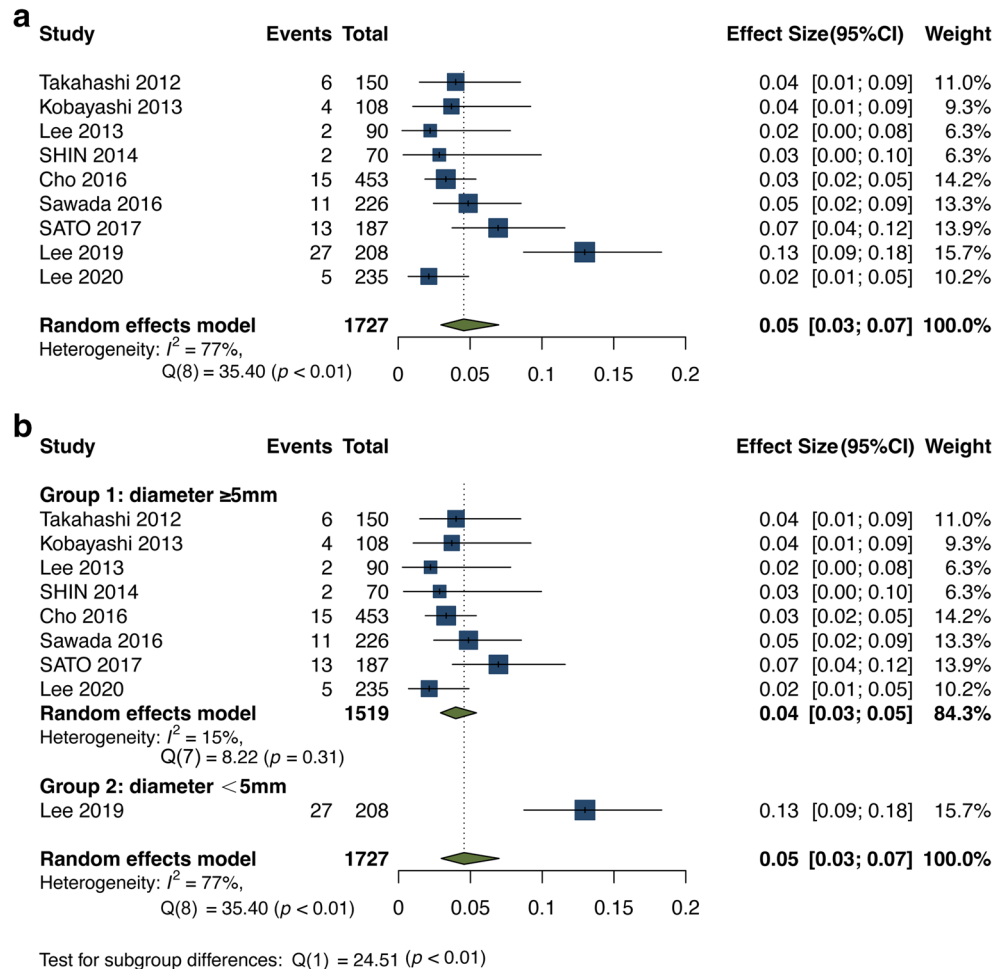 a
Study Events Total Effect Size(95%CI) Weight
Takahashi 2012 6 150 0.04 [0.01; 0.09] 11.0%
Kobayashi 2013 4 108 0.04 [0.01; 0.09] 9.3%
Lee 2013 2 90 0.02 [0.00; 0.08] 6.3%
SHIN 2014 2 70 0.03 [0.00; 0.10] 6.3%
Cho 2016 15 453 0.03 [0.02; 0.05] 14.2%
Sawada 2016 11 226 0.05 [0.02; 0.09] 13.3%
SATO 2017 13 187 0.07 [0.04; 0.12] 13.9%
Lee 2019 27 208 0.13 [0.09; 0.18] 15.7%
Lee 2020 5 235 0.02 [0.01; 0.05] 10.2%
Random effects model 1727 0.05 [0.03; 0.07] 100.0%
Heterogeneity: I² = 77%,
Q(8) = 35.40 (p < 0.01)
0 0.05 0.1 0.15 0.2
b
Study Events Total Effect Size(95%CI) Weight
Group 1: diameter ≥5mm
Takahashi 2012 6 150 0.04 [0.01; 0.09] 11.0%
Kobayashi 2013 4 108 0.04 [0.01; 0.09] 9.3%
Lee 2013 2 90 0.02 [0.00; 0.08] 6.3%
SHIN 2014 2 70 0.03 [0.00; 0.10] 6.3%
Cho 2016 15 453 0.03 [0.02; 0.05] 14.2%
Sawada 2016 11 226 0.05 [0.02; 0.09] 13.3%
SATO 2017 13 187 0.07 [0.04; 0.12] 13.9%
Lee 2020 5 235 0.02 [0.01; 0.05] 10.2%
Random effects model 1519 0.04 [0.03; 0.05] 84.3%
Heterogeneity: I² = 15%,
Q(7) = 8.22 (p = 0.31)
Group 2: diameter <5mm
Lee 2019 27 208 0.13 [0.09; 0.18] 15.7%
Random effects model 1727 0.05 [0.03; 0.07] 100.0%
Heterogeneity: I² = 77%,
Q(8) = 35.40 (p < 0.01)
0 0.05 0.1 0.15 0.2
Test for subgroup differences: Q(1) = 24.51 (p < 0.01)